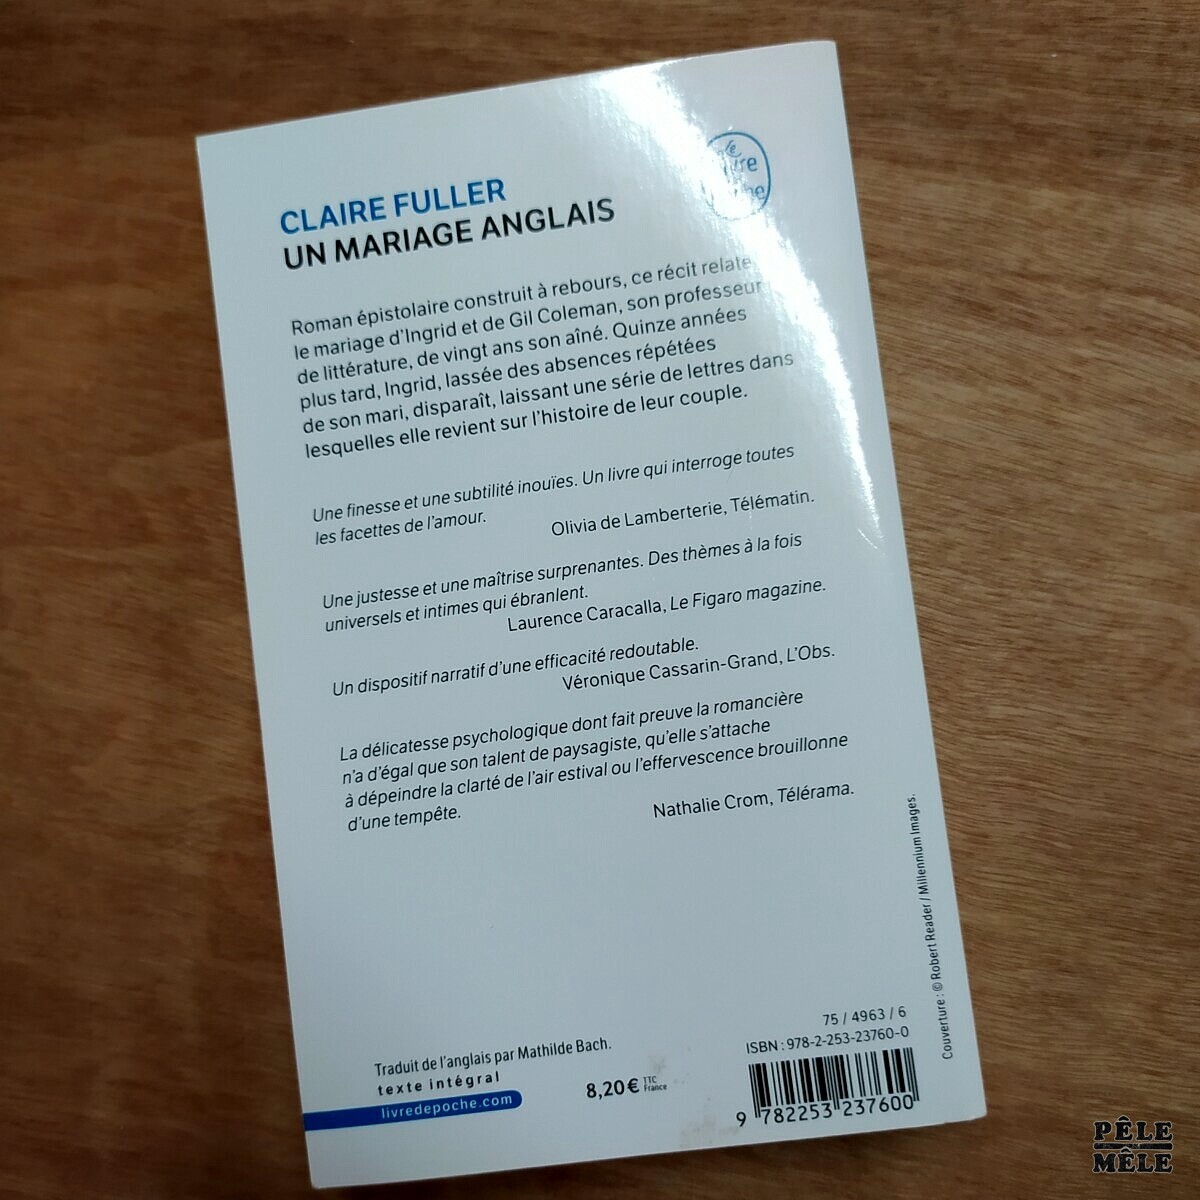 le
CLAIRE FULLER
UN MARIAGE ANGLAIS
Roman épistolaire construit à rebours, ce récit relate
le mariage d'Ingrid et de Gil Coleman, son professeur
de littérature, de vingt ans son aîné. Quinze années
plus tard, Ingrid, lassée des absences répétées
de son mari, disparaît, laissant une série de lettres dans
lesquelles elle revient sur l'histoire de leur couple.
Une finesse et une subtilité inouïes. Un livre qui interroge toutes
les facettes de l'amour.
Olivia de Lamberterie, Télématin.
Une justesse et une maîtrise surprenantes. Des thèmes à la fois
universels et intimes qui ébranlent.
Laurence Caracalla, Le Figaro magazine.
Un dispositif narratif d'une efficacité redoutable.
Véronique Cassarin-Grand, L'Obs.
La délicatesse psychologique dont fait preuve la romancière
n'a d'égal que son talent de paysagiste, qu'elle s'attache
à dépeindre la clarté de l'air estival ou l'effervescence brouillonne
d'une tempête.
Nathalie Crom, Télérama.
Couverture : © Robert Reader / Millennium Images.
Traduit de l'anglais par Mathilde Bach.
texte intégral
livredepoche.com
8,20 € TTC
France
75 / 4963 / 6
ISBN : 978-2-253-23760-0
9 782253 237600
PÊLE
MÊLE